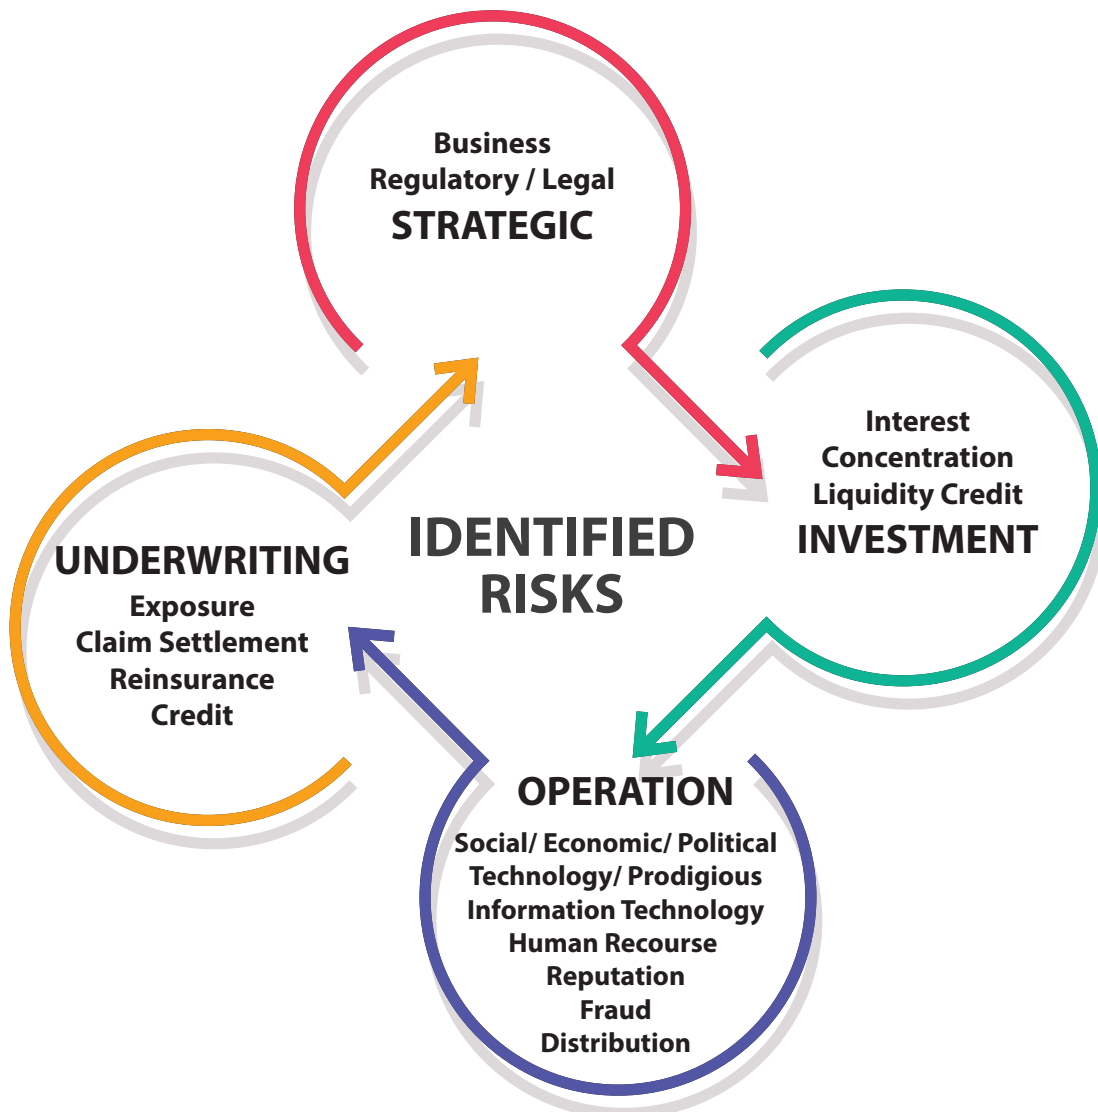 Business
Regulatory / Legal
STRATEGIC
Interest
Concentration
Liquidity Credit
INVESTMENT
IDENTIFIED
RISKS
UNDERWRITING
Exposure
Claim Settlement
Reinsurance
Credit
OPERATION
Social/ Economic/ Political
Technology/ Prodigious
Information Technology
Human Recourse
Reputation
Fraud
Distribution